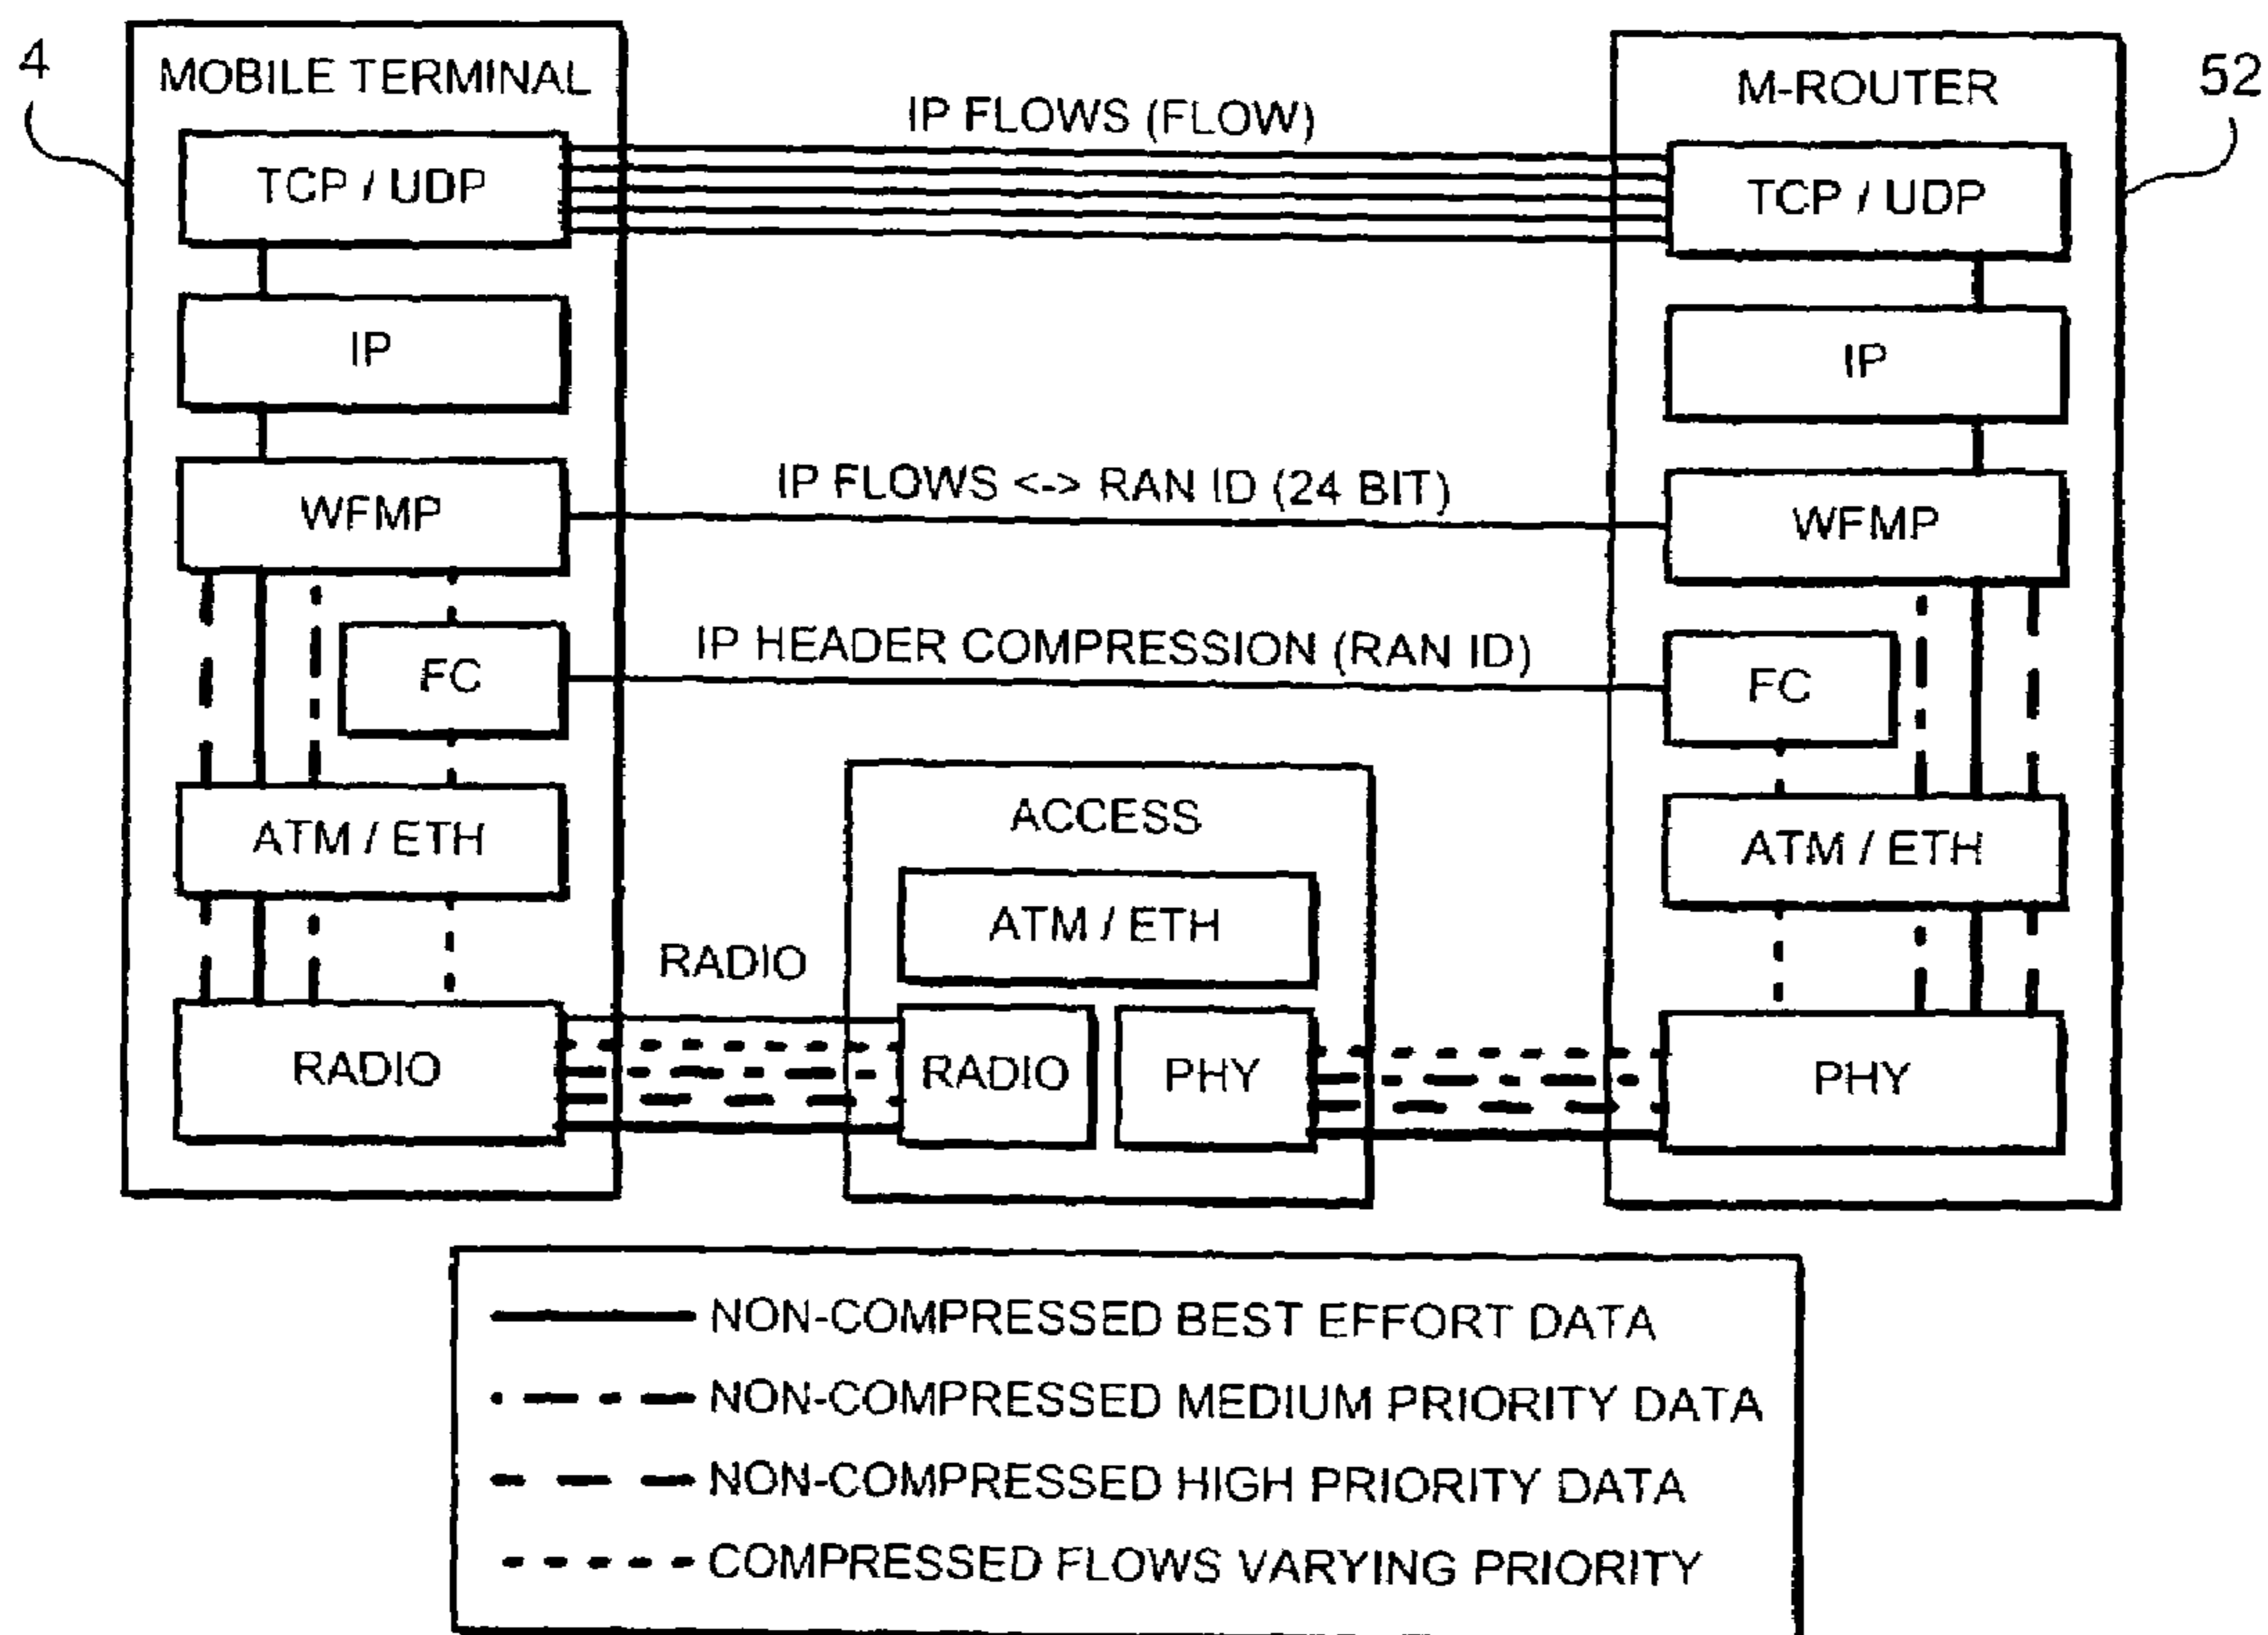 4
MOBILE TERMINAL
TCP / UDP
IP
WFMP
FC
ATM / ETH
RADIO
IP FLOWS (FLOW)
IP FLOWS <-> RAN ID (24 BIT)
IP HEADER COMPRESSION (RAN ID)
RADIO
ACCESS
ATM / ETH
RADIO
PHY
52
M-ROUTER
TCP / UDP
IP
WFMP
FC
ATM / ETH
PHY
NON-COMPRESSED BEST EFFORT DATA
NON-COMPRESSED MEDIUM PRIORITY DATA
NON-COMPRESSED HIGH PRIORITY DATA
COMPRESSED FLOWS VARYING PRIORITY